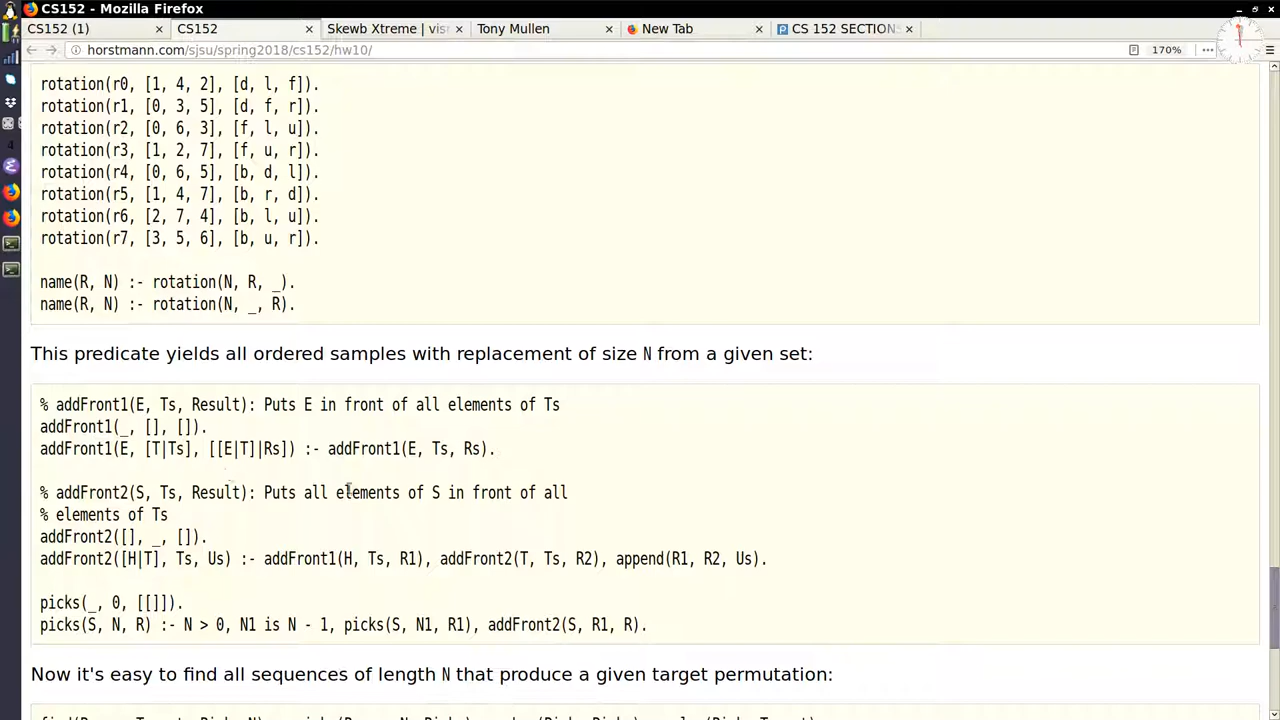 CS152 - Mozilla Firefox
CS152 (1) × CS152 × Skewb Xtreme | vis × Tony Mullen × New Tab × CS 152 SECTION ×
horstmann.com/sjsu/spring2018/cs152/hw10/ 170%
rotation(r0, [1, 4, 2], [d, l, f]).
rotation(r1, [0, 3, 5], [d, f, r]).
rotation(r2, [0, 6, 3], [f, l, u]).
rotation(r3, [1, 2, 7], [f, u, r]).
rotation(r4, [0, 6, 5], [b, d, l]).
rotation(r5, [1, 4, 7], [b, r, d]).
rotation(r6, [2, 7, 4], [b, l, u]).
rotation(r7, [3, 5, 6], [b, u, r]).
name(R, N) :- rotation(N, R, _).
name(R, N) :- rotation(N, _, R).
This predicate yields all ordered samples with replacement of size N from a given set:
% addFront1(E, Ts, Result): Puts E in front of all elements of Ts
addFront1(_, [], []).
addFront1(E, [T|Ts], [[E|T]|Rs]) :- addFront1(E, Ts, Rs).
% addFront2(S, Ts, Result): Puts all elements of S in front of all
% elements of Ts
addFront2([], _, []).
addFront2([H|T], Ts, Us) :- addFront1(H, Ts, R1), addFront2(T, Ts, R2), append(R1, R2, Us).
picks(_, 0, [[]]).
picks(S, N, R) :- N > 0, N1 is N - 1, picks(S, N1, R1), addFront2(S, R1, R).
Now it's easy to find all sequences of length N that produce a given target permutation: